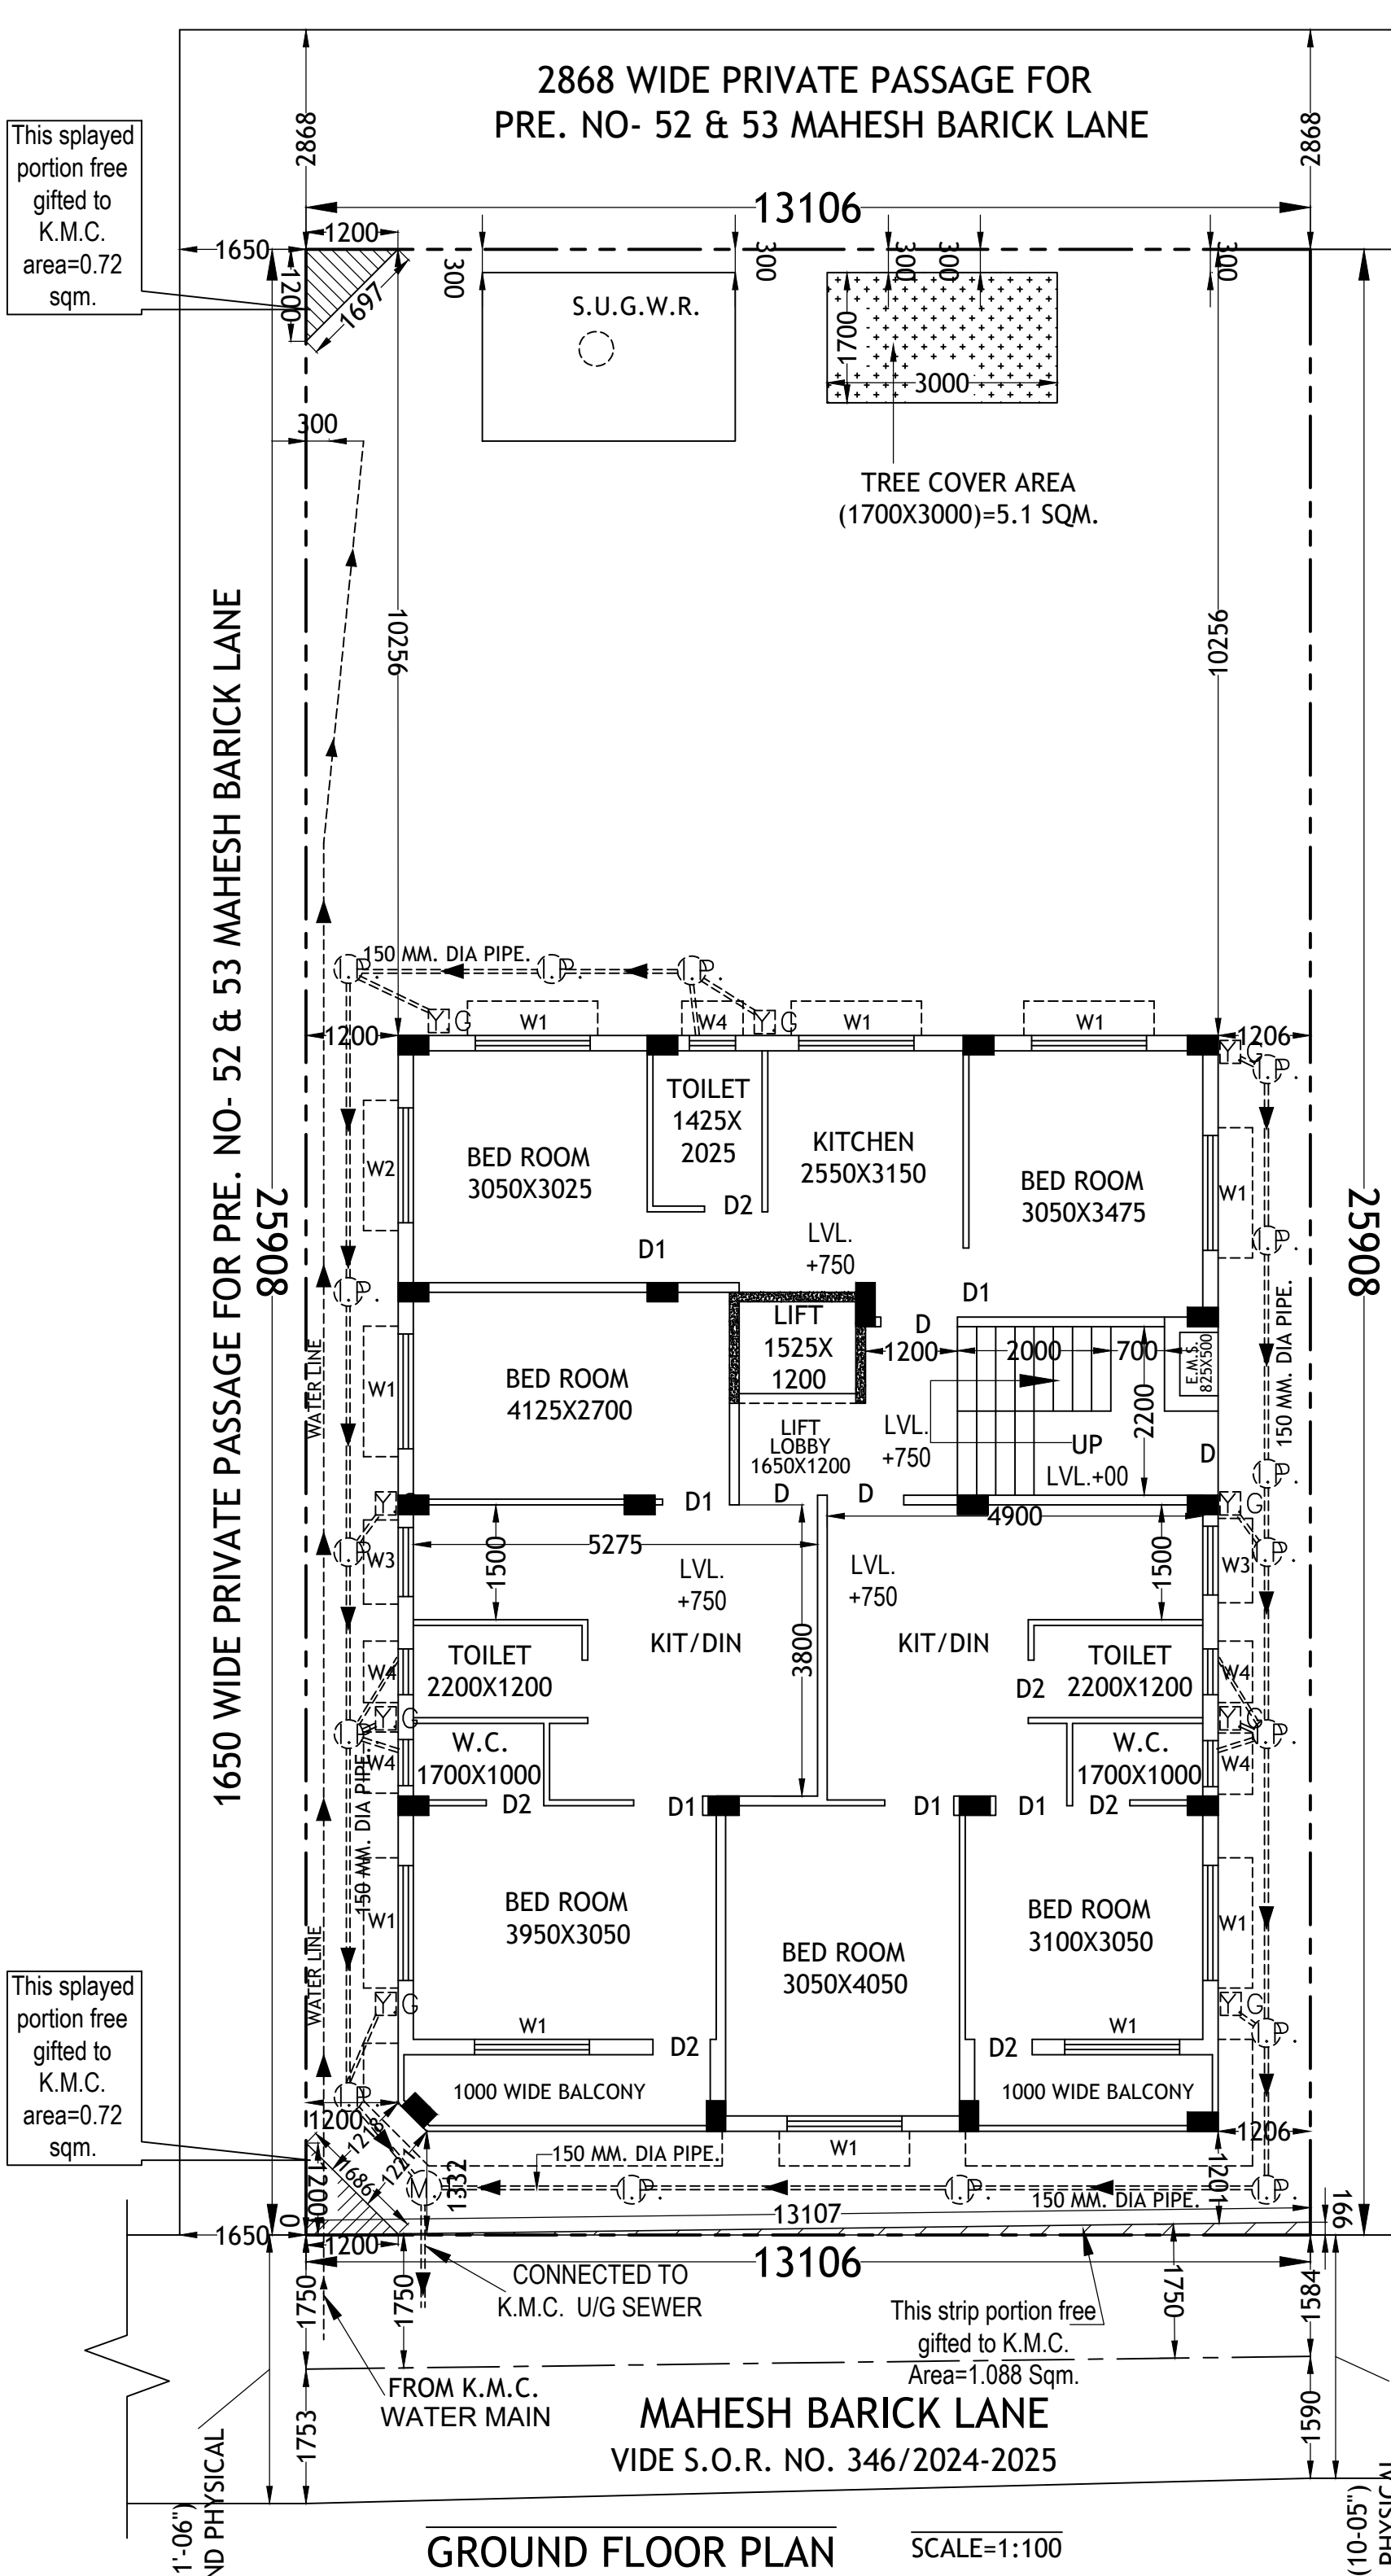 2868 WIDE PRIVATE PASSAGE FOR
PRE. NO- 52 & 53 MAHESH BARICK LANE
2868
2868
This splayed
portion free
gifted to
K.M.C.
area=0.72
sqm.
13106
1650
1200
1200
1697
300
300
300
300
300
S.U.G.W.R.
1700
3000
300
TREE COVER AREA
(1700X3000)=5.1 SQM.
10256
10256
1650 WIDE PRIVATE PASSAGE FOR PRE. NO- 52 & 53 MAHESH BARICK LANE
25908
25908
I.P.
150 MM. DIA PIPE.
I.P.
I.P.
Y.G
W1
W4
Y.G
W1
W1
1200
1206
Y.G
I.P.
TOILET
1425X
2025
BED ROOM
3050X3025
KITCHEN
2550X3150
BED ROOM
3050X3475
W2
W1
D2
D1
LVL.
+750
I.P.
I.P.
D1
LIFT
1525X
1200
D
1200
2000
700
E.M.S.
825X500
150 MM. DIA PIPE.
WATER LINE
W1
BED ROOM
4125X2700
LIFT
LOBBY
1650X1200
LVL.
+750
2200
UP
LVL.+00
D
I.P.
Y.G
D1
D
D
Y.G
4900
5275
1500
1500
I.P.
W3
W3
I.P.
LVL.
+750
LVL.
+750
KIT/DIN
3800
KIT/DIN
TOILET
2200X1200
TOILET
2200X1200
D2
W4
W4
Y.G
Y.G
I.P.
I.P.
W.C.
1700X1000
W.C.
1700X1000
W4
W4
D2
D1
D1
D1
D2
150 MM. DIA PIPE.
WATER LINE
W1
BED ROOM
3950X3050
BED ROOM
3050X4050
BED ROOM
3100X3050
W1
Y.G
Y.G
I.P.
W1
D2
D2
W1
This splayed
portion free
gifted to
K.M.C.
area=0.72
sqm.
I.P.
1000 WIDE BALCONY
1000 WIDE BALCONY
1200
1218
1221
1686
1200
0
1332
W1
1206
1201
150 MM. DIA PIPE.
I.P.
I.P.
I.P.
150 MM. DIA PIPE.
13107
166
1650
1200
13106
1750
1750
CONNECTED TO
K.M.C. U/G SEWER
This strip portion free
gifted to K.M.C.
Area=1.088 Sqm.
1750
1584
FROM K.M.C.
WATER MAIN
1753
MAHESH BARICK LANE
VIDE S.O.R. NO. 346/2024-2025
1590
1'-06")
ND PHYSICAL
(10-05")
PHYSICAL
GROUND FLOOR PLAN
SCALE=1:100